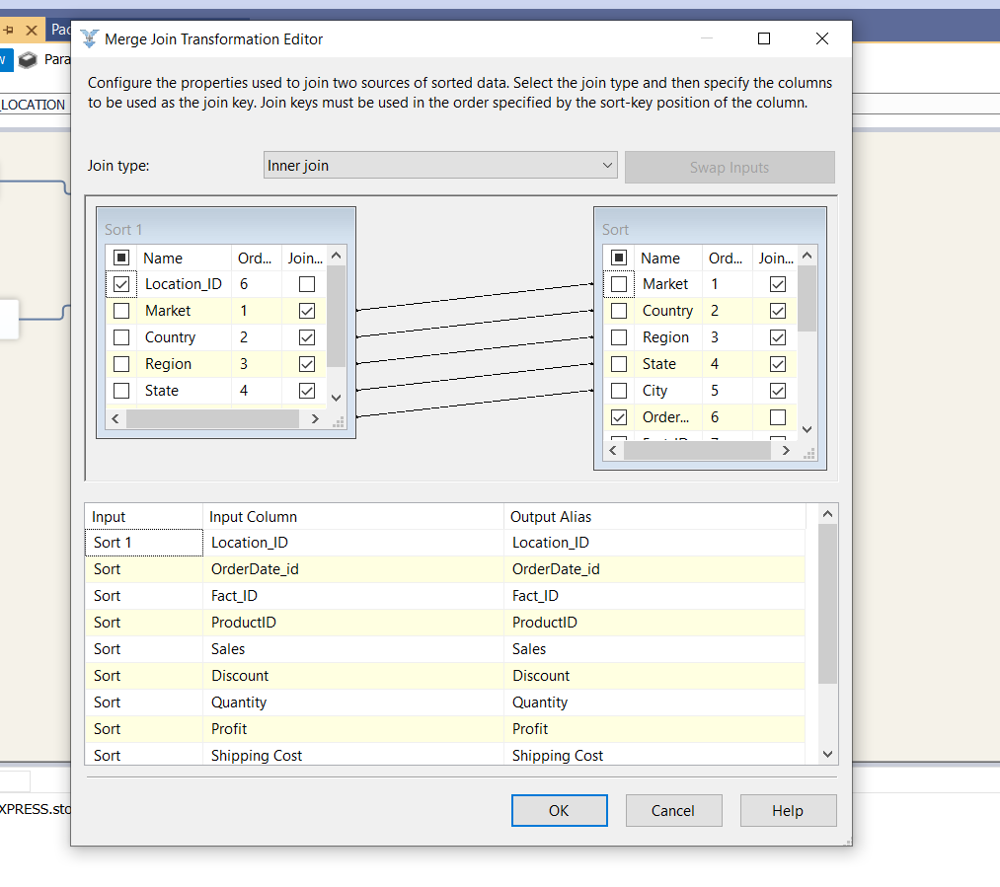 Pac
Merge Join Transformation Editor
Para
Configure the properties used to join two sources of sorted data. Select the join type and then specify the columns
to be used as the join key. Join keys must be used in the order specified by the sort-key position of the column.
LOCATION
Join type: Inner join Swap Inputs
Sort 1
Name Ord... Join...
Location_ID 6
Market 1
Country 2
Region 3
State 4
Sort
Name Ord... Join...
Market 1
Country 2
Region 3
State 4
City 5
Order... 6
Input Input Column Output Alias
Sort 1 Location_ID Location_ID
Sort OrderDate_id OrderDate_id
Sort Fact_ID Fact_ID
Sort ProductID ProductID
Sort Sales Sales
Sort Discount Discount
Sort Quantity Quantity
Sort Profit Profit
Sort Shipping Cost Shipping Cost
XPRESS.sto
OK Cancel Help